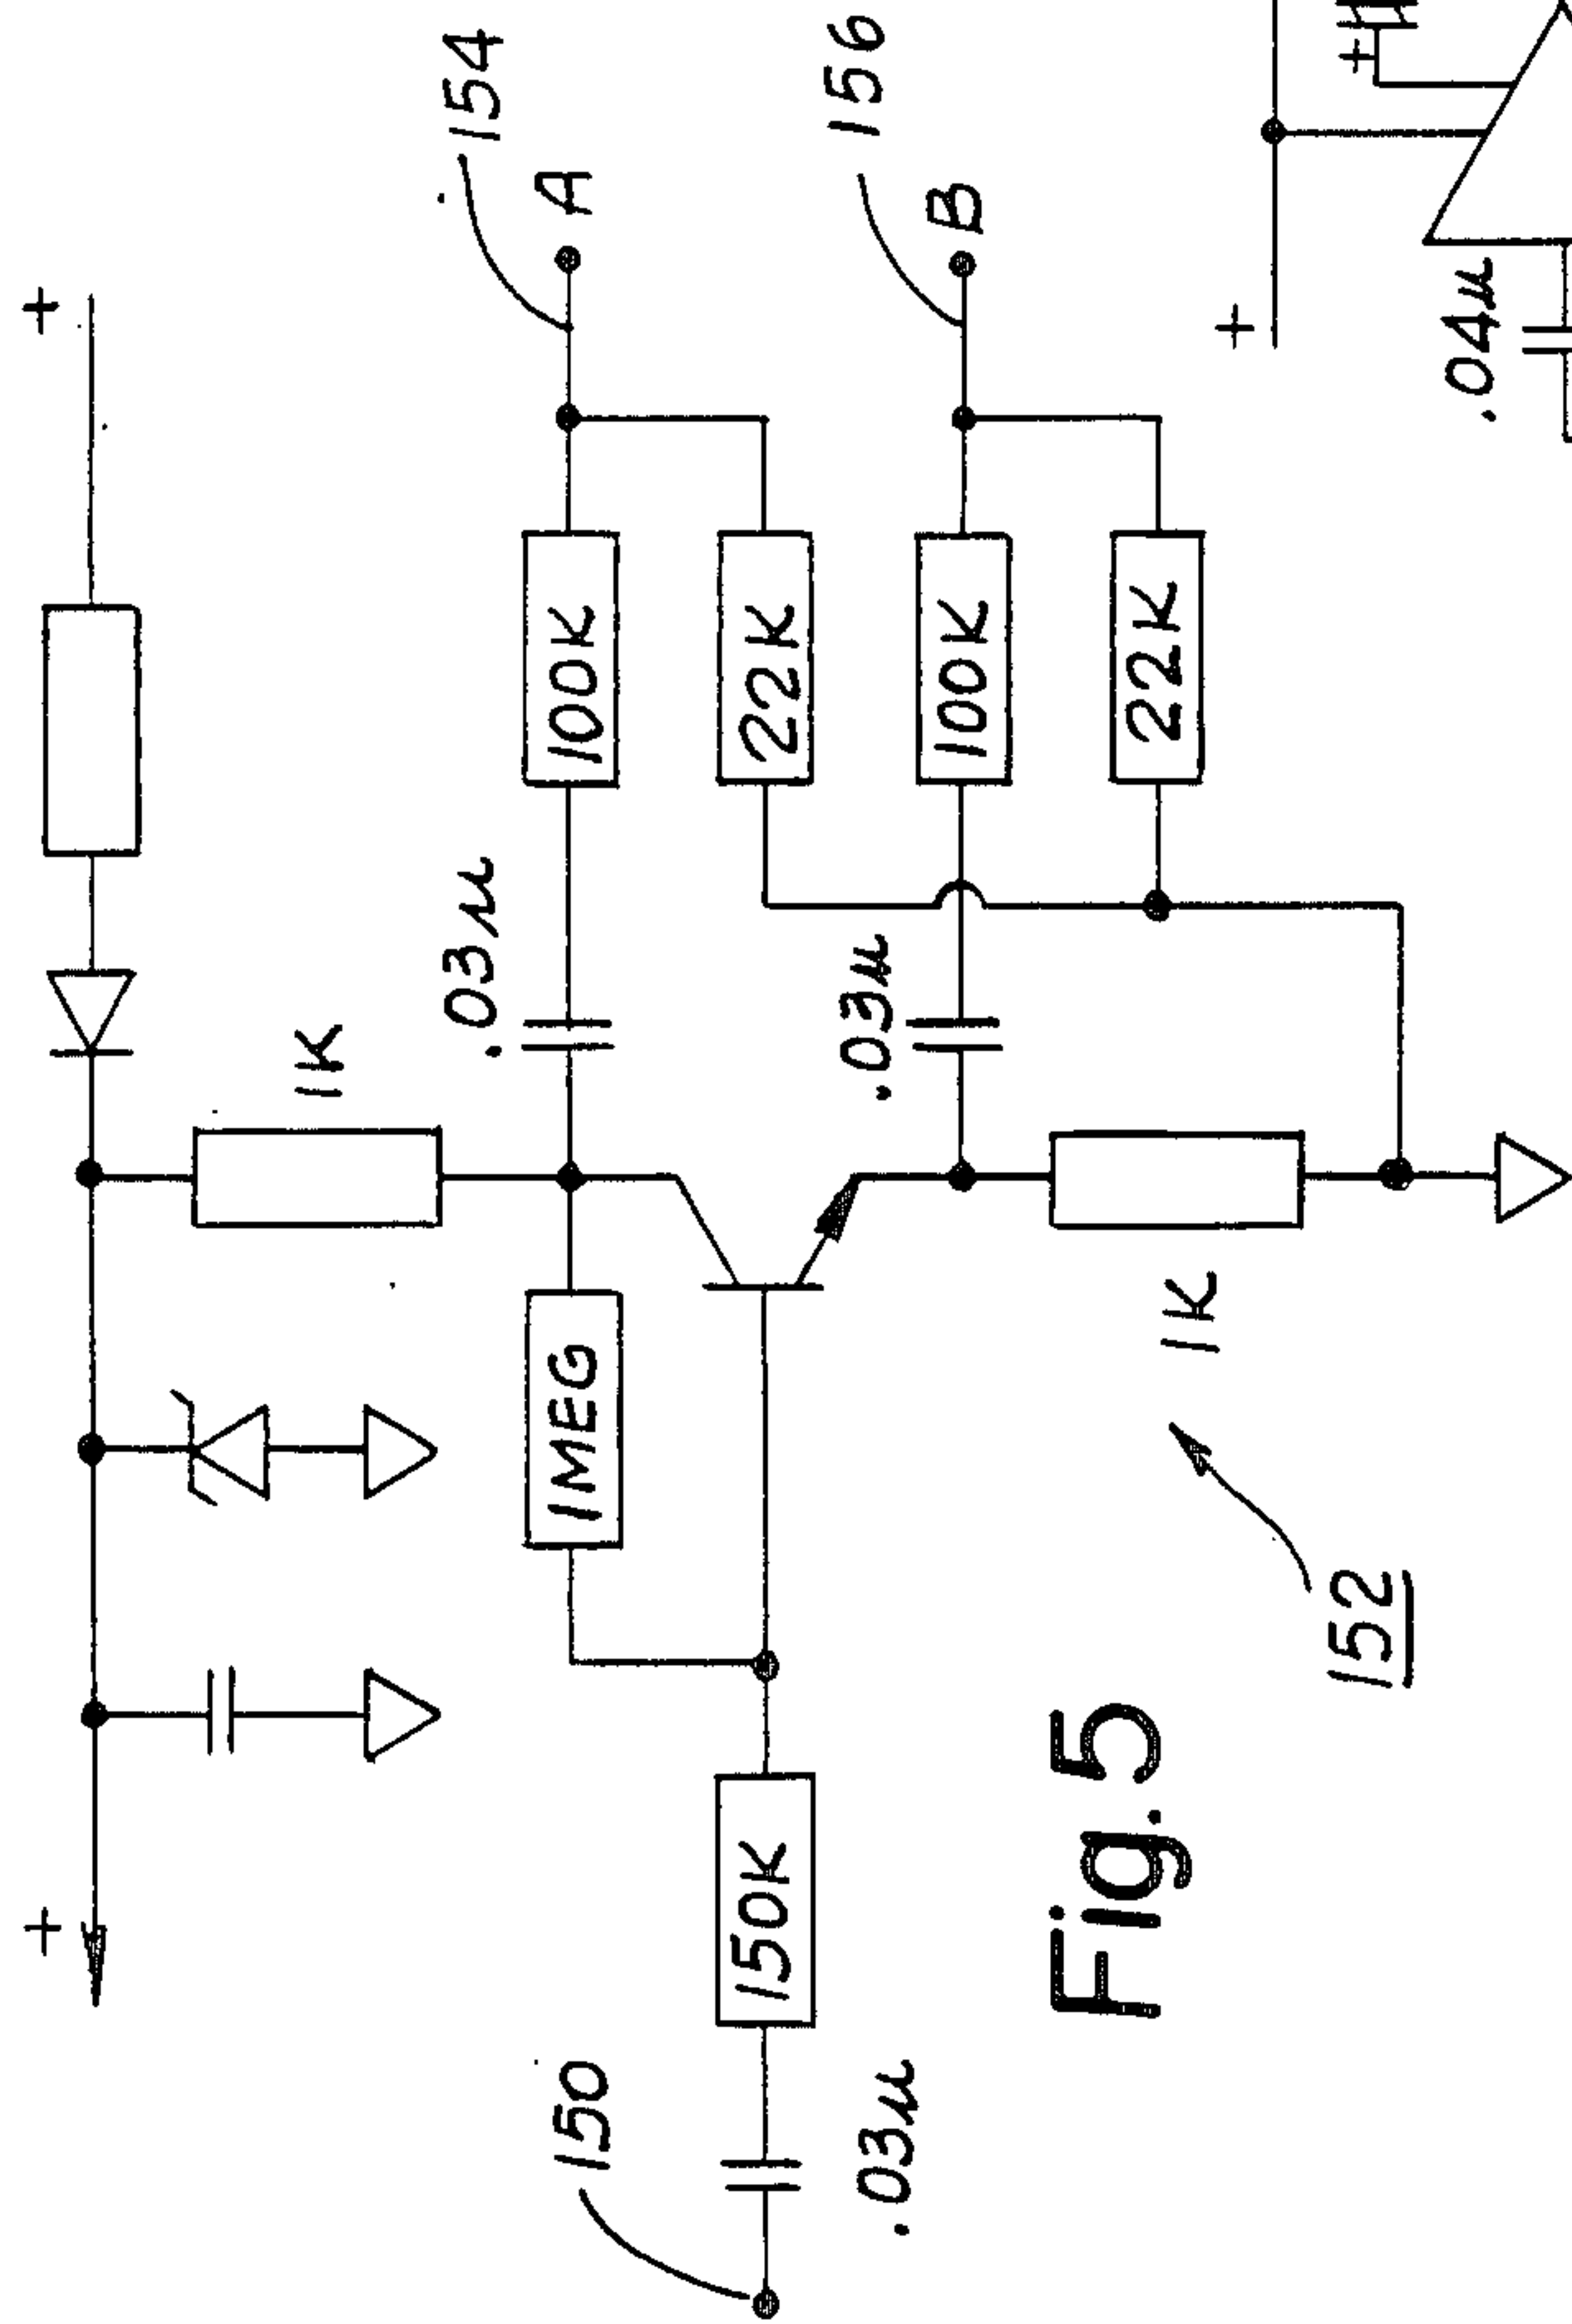 +
+
1K
.03µ
154
A
100K
1MEG
22K
150
150K
.03µ
.03µ
156
B
100K
22K
1K
152
Fig.5
+
+
.04µ